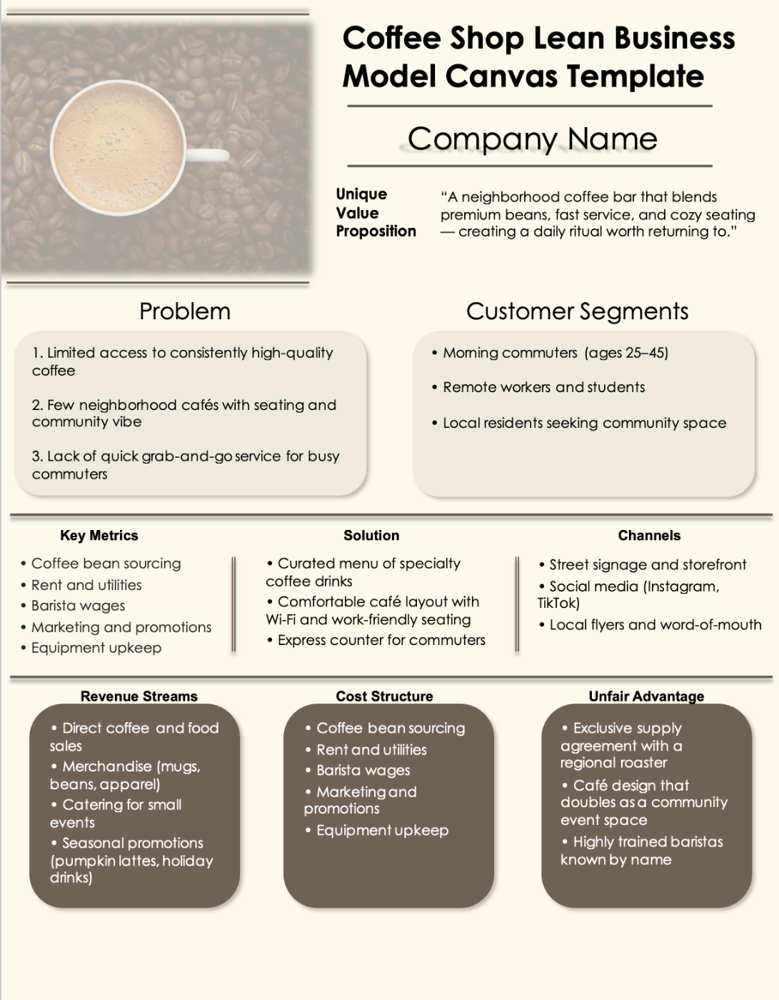 Coffee Shop Lean Business
Model Canvas Template
Company Name
Unique
Value
Proposition
“A neighborhood coffee bar that blends
premium beans, fast service, and cozy seating
— creating a daily ritual worth returning to.”
Problem
1. Limited access to consistently high-quality
coffee
2. Few neighborhood cafés with seating and
community vibe
3. Lack of quick grab-and-go service for busy
commuters
Customer Segments
• Morning commuters (ages 25–45)
• Remote workers and students
• Local residents seeking community space
Key Metrics
• Coffee bean sourcing
• Rent and utilities
• Barista wages
• Marketing and promotions
• Equipment upkeep
Solution
• Curated menu of specialty
coffee drinks
• Comfortable café layout with
Wi-Fi and work-friendly seating
• Express counter for commuters
Channels
• Street signage and storefront
• Social media (Instagram,
TikTok)
• Local flyers and word-of-mouth
Revenue Streams
• Direct coffee and food
sales
• Merchandise (mugs,
beans, apparel)
• Catering for small
events
• Seasonal promotions
(pumpkin lattes, holiday
drinks)
Cost Structure
• Coffee bean sourcing
• Rent and utilities
• Barista wages
• Marketing and
promotions
• Equipment upkeep
Unfair Advantage
• Exclusive supply
agreement with a
regional roaster
• Café design that
doubles as a community
event space
• Highly trained baristas
known by name